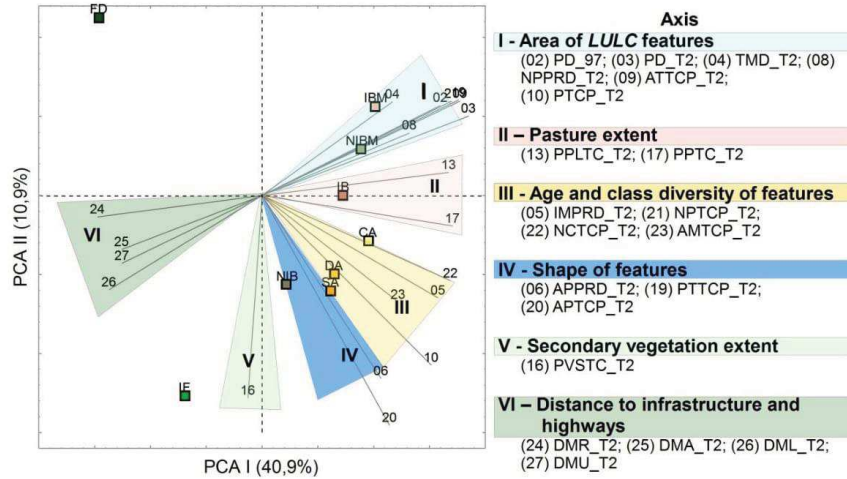 FD
IBM
04
02
21
19
09
I
03
NIBM
08
13
IB
II
17
24
VI
25
27
26
CA
22
DA
NIB
SA
23
05
III
V
IV
10
16
06
IF
20
PCA II (10,9%)
PCA I (40,9%)
Axis
I - Area of LULC features
(02) PD_97; (03) PD_T2; (04) TMD_T2; (08)
NPPRD_T2; (09) ATTCP_T2;
(10) PTCP_T2
II – Pasture extent
(13) PPLTC_T2; (17) PPTC_T2
III - Age and class diversity of features
(05) IMPRD_T2; (21) NPTCP_T2;
(22) NCTCP_T2; (23) AMTCP_T2
IV - Shape of features
(06) APPRD_T2; (19) PTTCP_T2;
(20) APTCP_T2
V - Secondary vegetation extent
(16) PVSTC_T2
VI – Distance to infrastructure and
highways
(24) DMR_T2; (25) DMA_T2; (26) DML_T2;
(27) DMU_T2